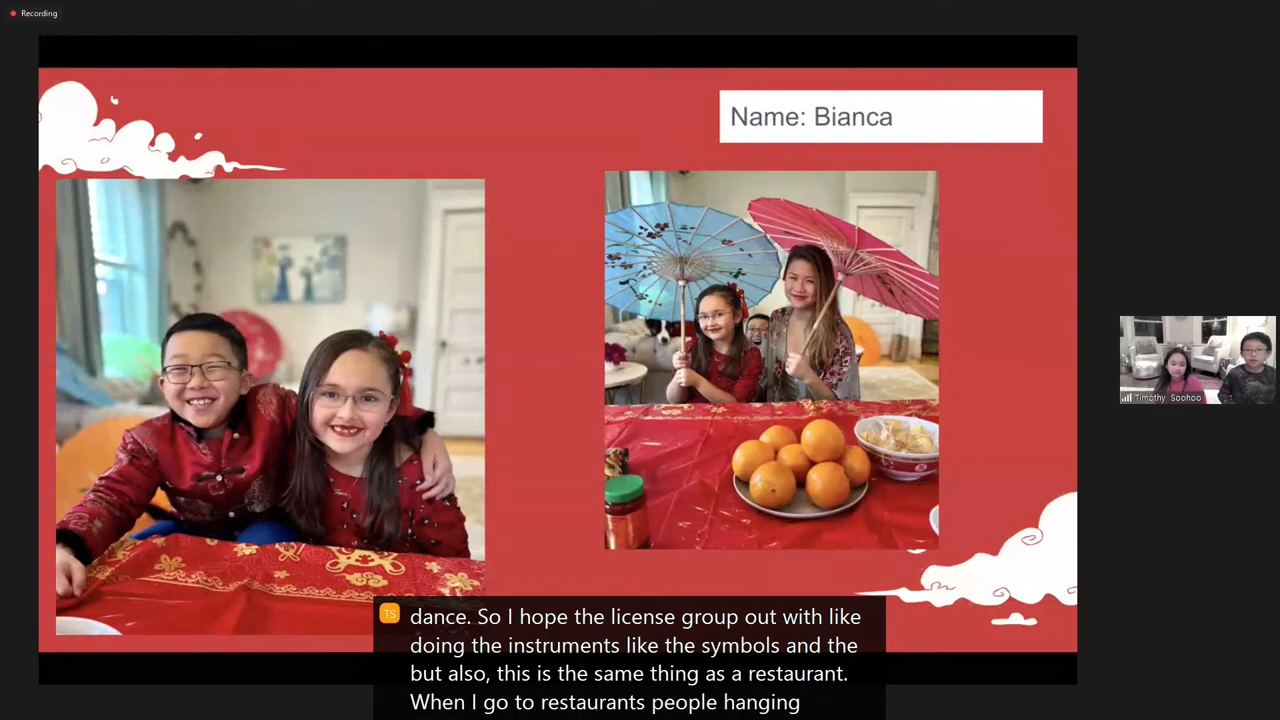 Recording
Name: Bianca
Timothy Soohoo
TS
dance. So I hope the license group out with like
doing the instruments like the symbols and the
but also, this is the same thing as a restaurant.
When I go to restaurants people hanging